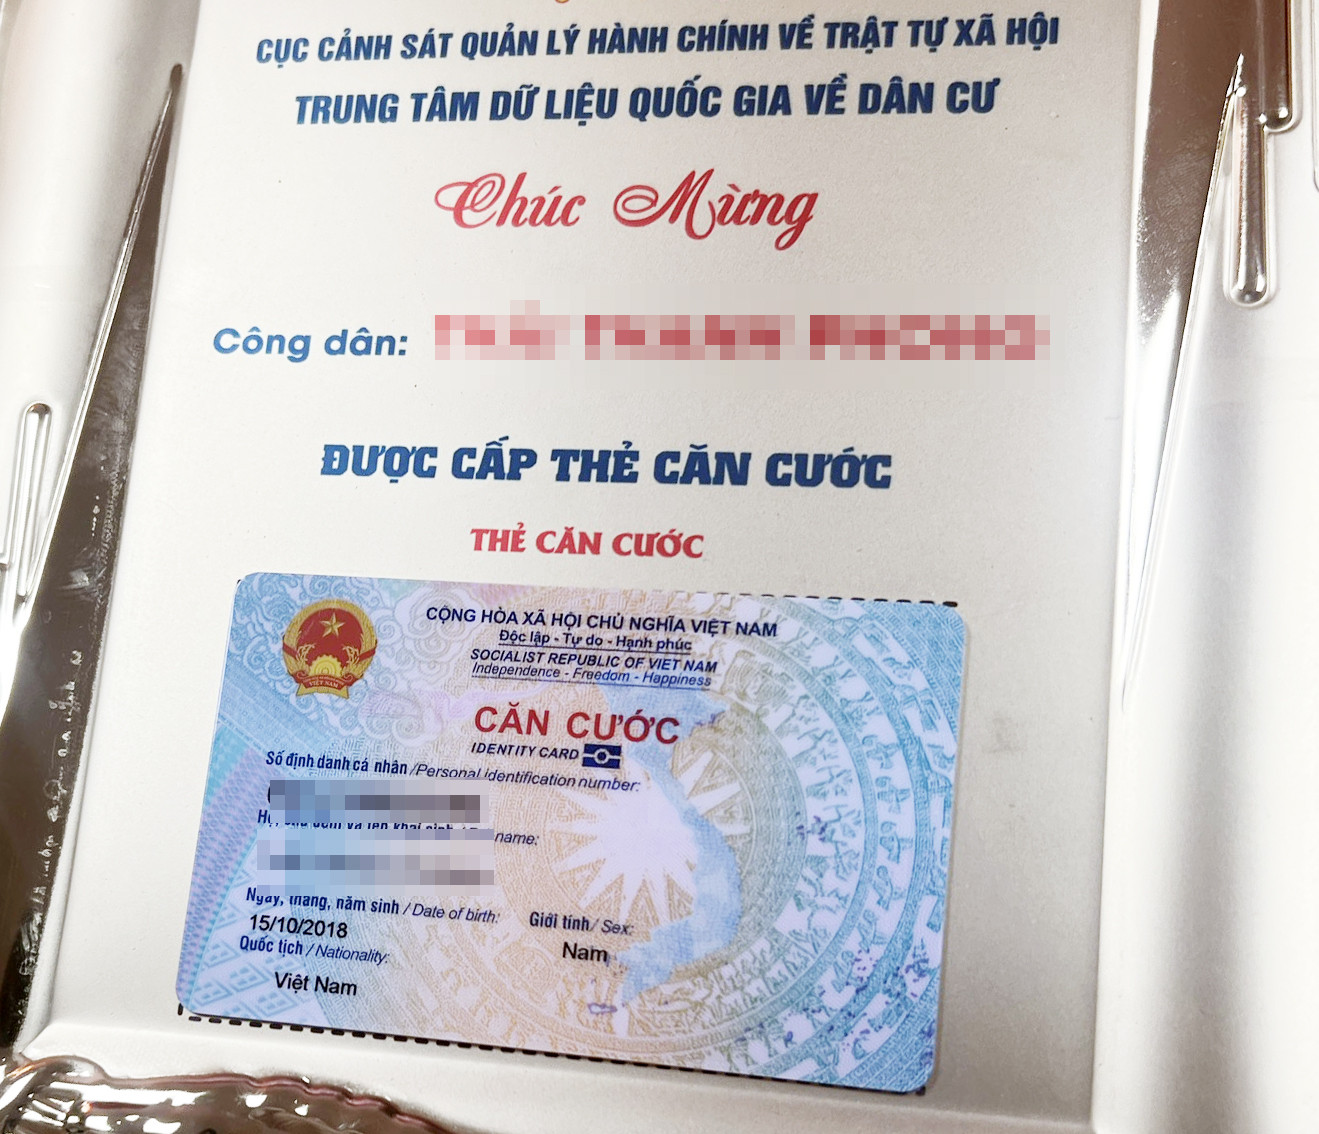 CỤC CẢNH SÁT QUẢN LÝ HÀNH CHÍNH VỀ TRẬT TỰ XÃ HỘI
TRUNG TÂM DỮ LIỆU QUỐC GIA VỀ DÂN CƯ
Chúc Mừng
Công dân:
ĐƯỢC CẤP THẺ CĂN CƯỚC
THẺ CĂN CƯỚC
CỘNG HÒA XÃ HỘI CHỦ NGHĨA VIỆT NAM
Độc lập - Tự do - Hạnh phúc
SOCIALIST REPUBLIC OF VIET NAM
Independence - Freedom - Happiness
VIỆT NAM
CĂN CƯỚC
IDENTITY CARD
Số định danh cá nhân / Personal identification number:
name:
Ngày, tháng, năm sinh / Date of birth: Giới tính / Sex:
15/10/2018 Nam
Quốc tịch / Nationality:
Việt Nam